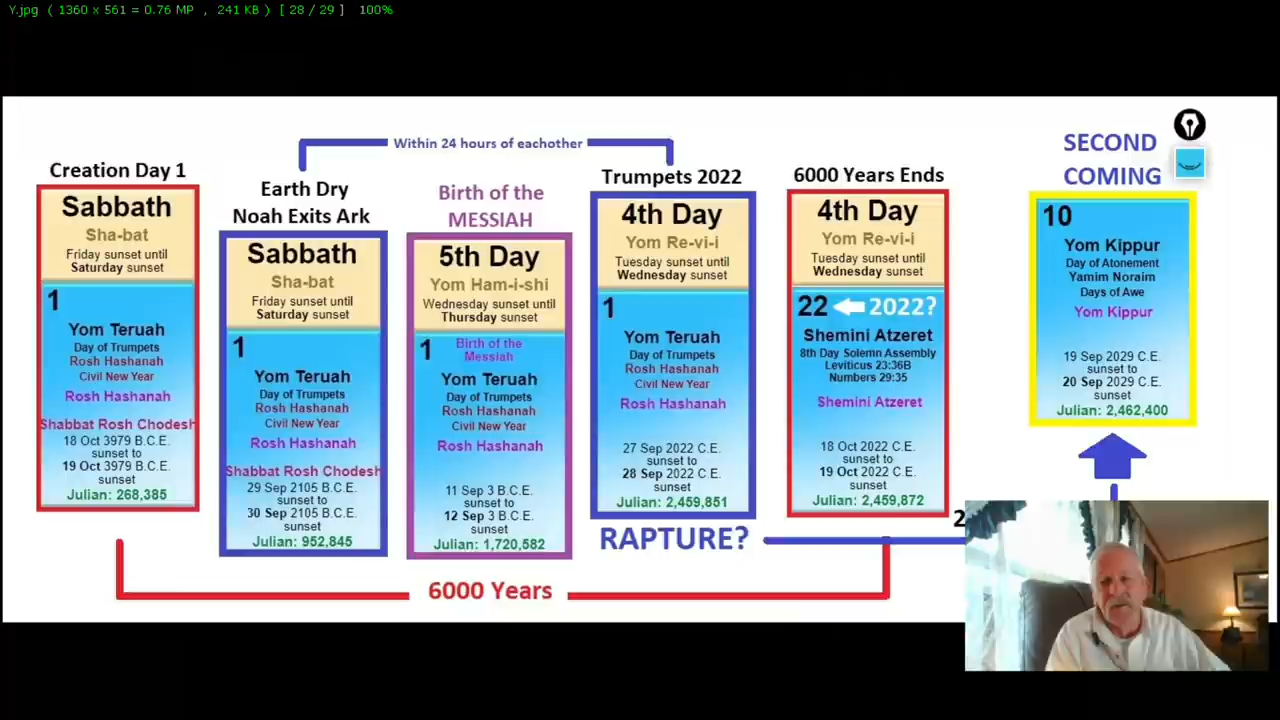 Y.jpg ( 1360 x 561 = 0.76 MP , 241 KB ) [ 28 / 29 ] 100%
Within 24 hours of eachother
Creation Day 1
Sabbath
Sha-bat
Friday sunset until
Saturday sunset
1
Yom Teruah
Day of Trumpets
Rosh Hashanah
Civil New Year
Rosh Hashanah
Shabbat Rosh Chodesh
18 Oct 3979 B.C.E.
sunset to
19 Oct 3979 B.C.E.
sunset
Julian: 268,385
Earth Dry
Noah Exits Ark
Sabbath
Sha-bat
Friday sunset until
Saturday sunset
1
Yom Teruah
Day of Trumpets
Rosh Hashanah
Civil New Year
Rosh Hashanah
Shabbat Rosh Chodesh
29 Sep 2105 B.C.E.
sunset to
30 Sep 2105 B.C.E.
sunset
Julian: 952,845
Birth of the
MESSIAH
5th Day
Yom Ham-i-shi
Wednesday sunset until
Thursday sunset
1
Birth of the
Messiah
Yom Teruah
Day of Trumpets
Rosh Hashanah
Civil New Year
Rosh Hashanah
11 Sep 3 B.C.E.
sunset to
12 Sep 3 B.C.E.
sunset
Julian: 1,720,582
Trumpets 2022
4th Day
Yom Re-vi-i
Tuesday sunset until
Wednesday sunset
1
Yom Teruah
Day of Trumpets
Rosh Hashanah
Civil New Year
Rosh Hashanah
27 Sep 2022 C.E.
sunset to
28 Sep 2022 C.E.
sunset
Julian: 2,459,851
RAPTURE?
6000 Years Ends
4th Day
Yom Re-vi-i
Tuesday sunset until
Wednesday sunset
22 2022?
Shemini Atzeret
8th Day Solemn Assembly
Leviticus 23:36B
Numbers 29:35
Shemini Atzeret
18 Oct 2022 C.E.
sunset to
19 Oct 2022 C.E.
sunset
Julian: 2,459,872
SECOND
COMING
10
Yom Kippur
Day of Atonement
Yamim Noraim
Days of Awe
Yom Kippur
19 Sep 2029 C.E.
sunset to
20 Sep 2029 C.E.
sunset
Julian: 2,462,400
2
6000 Years